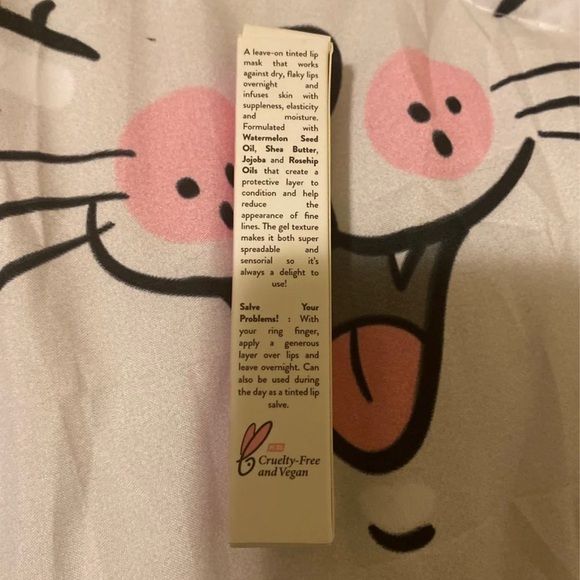 A leave-on tinted lip
mask that works
against dry, flaky lips
overnight and
infuses skin with
suppleness, elasticity
and moisture.
Formulated with
Watermelon Seed
Oil, Shea Butter,
Jojoba and Rosehip
Oils that create a
protective layer to
condition and help
reduce the
appearance of fine
lines. The gel texture
makes it both super
spreadable and
sensorial so it's
always a delight to
use!
Salve Your
Problems! : With
your ring finger,
apply a generous
layer over lips and
leave overnight. Can
also be used during
the day as a tinted lip
salve.
Cruelty-Free
and Vegan